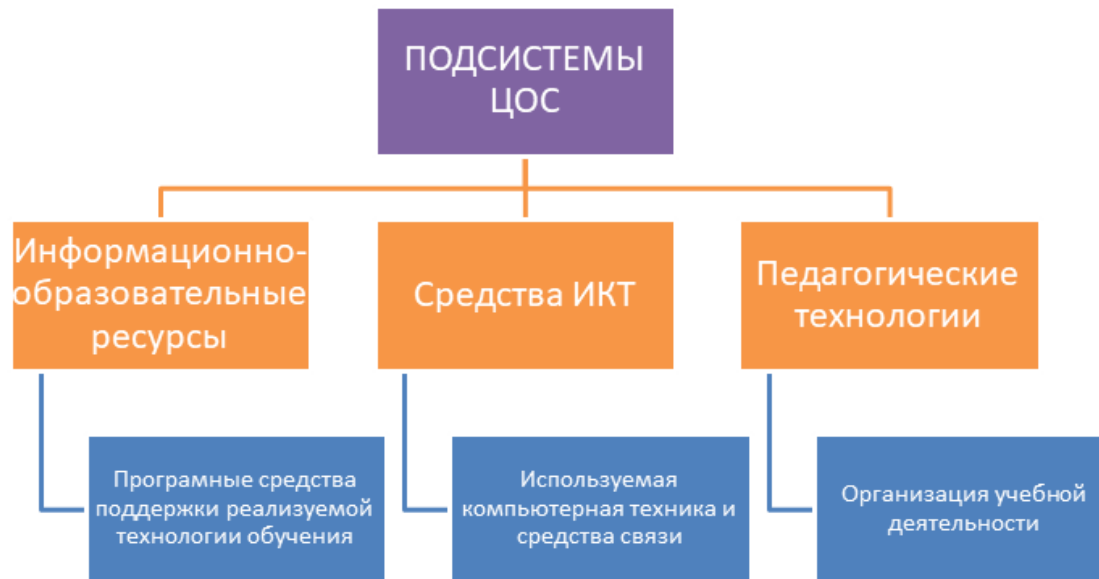 ПОДСИСТЕМЫ
ЦОС
Информационно-
образовательные
ресурсы
Средства ИКТ
Педагогические
технологии
Програмные средства
поддержки реализуемой
технологии обучения
Используемая
компьютерная техника и
средства связи
Организация учебной
деятельности